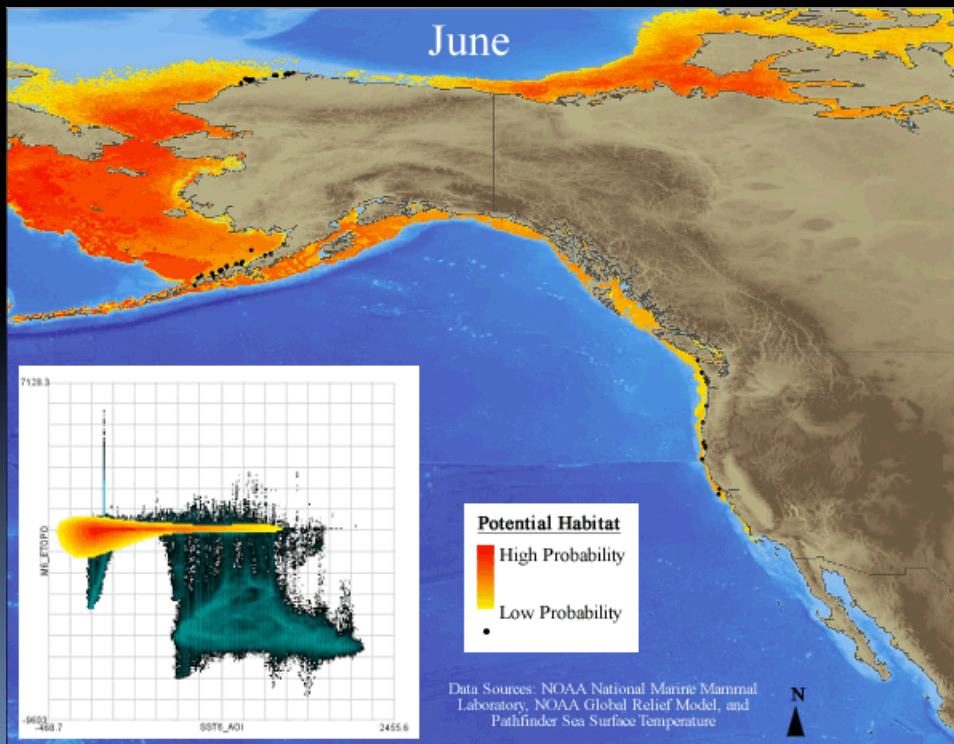 June
7128.3
M6_ETOPO
-9603
-468.7
SST6_AOI
2455.6
Potential Habitat
High Probability
Low Probability
Data Sources: NOAA National Marine Mammal
Laboratory, NOAA Global Relief Model, and
Pathfinder Sea Surface Temperature
N